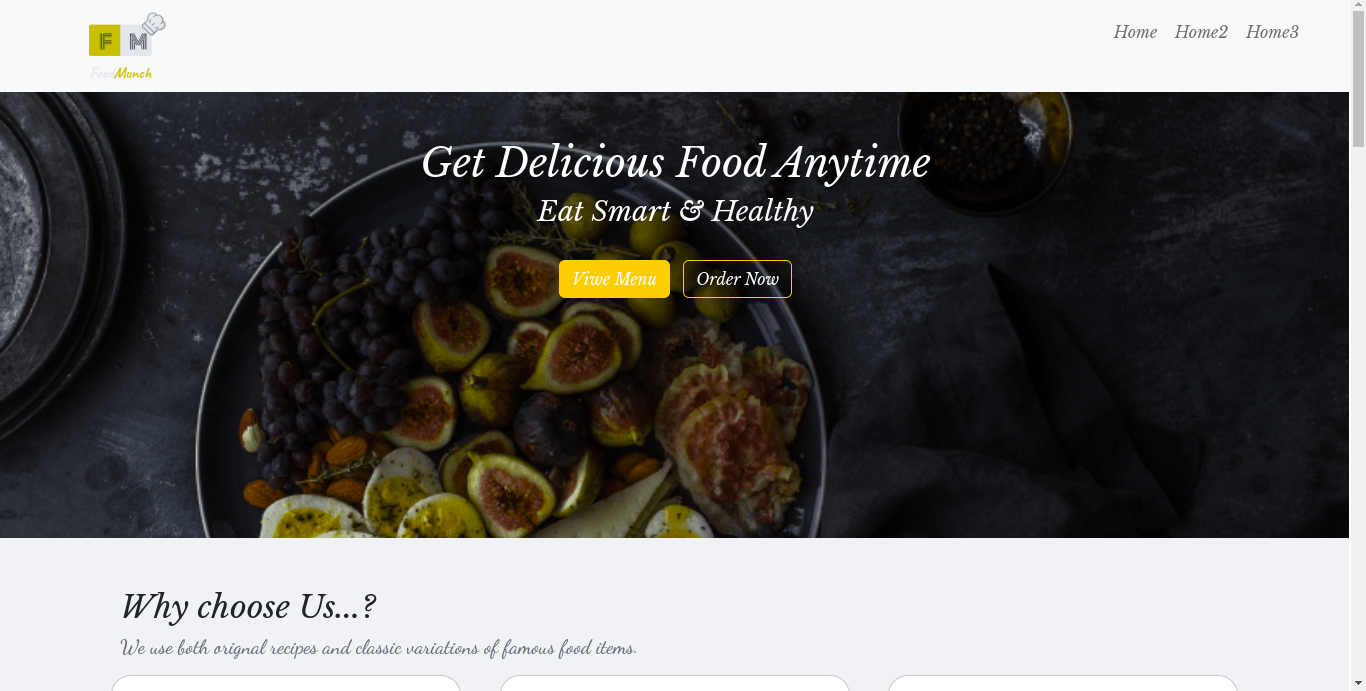 F M
FoodMunch
Home Home2 Home3
Get Delicious Food Anytime
Eat Smart & Healthy
Viwe Menu Order Now
Why choose Us...?
We use both orignal recipes and classic variations of famous food items.